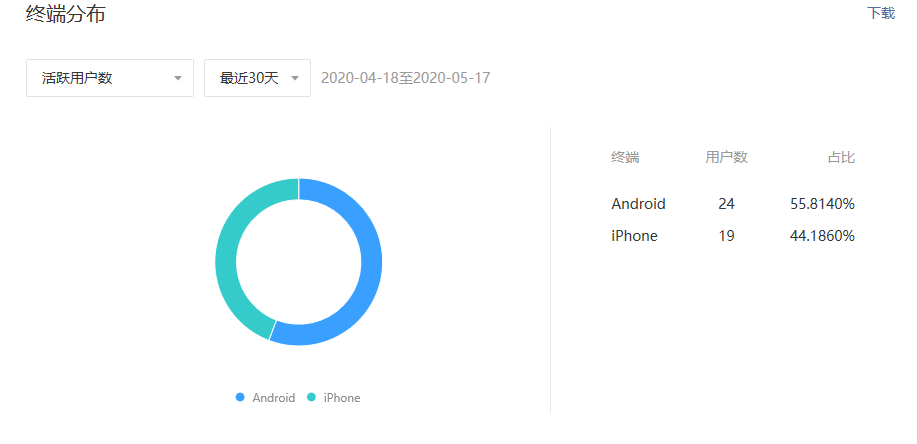 终端分布
下载
活跃用户数 最近30天 2020-04-18至2020-05-17
终端 用户数 占比
Android 24 55.8140%
iPhone 19 44.1860%
Android iPhone